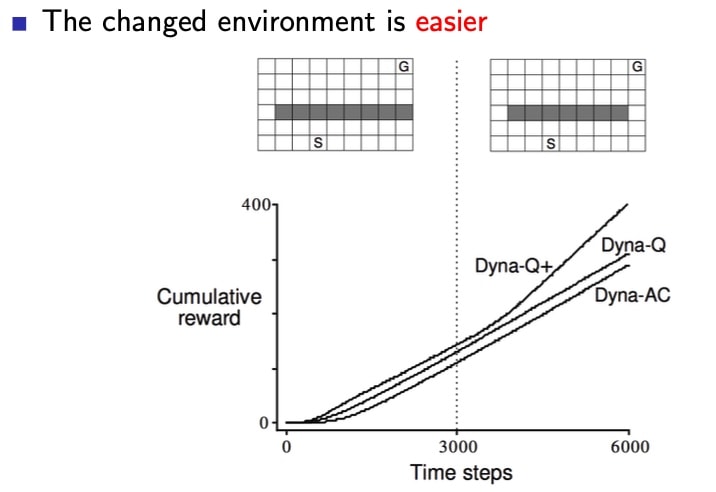 The changed environment is easier
G
G
S
S
400
Dyna-Q
Dyna-Q+
Dyna-AC
Cumulative
reward
0
0
3000
6000
Time steps